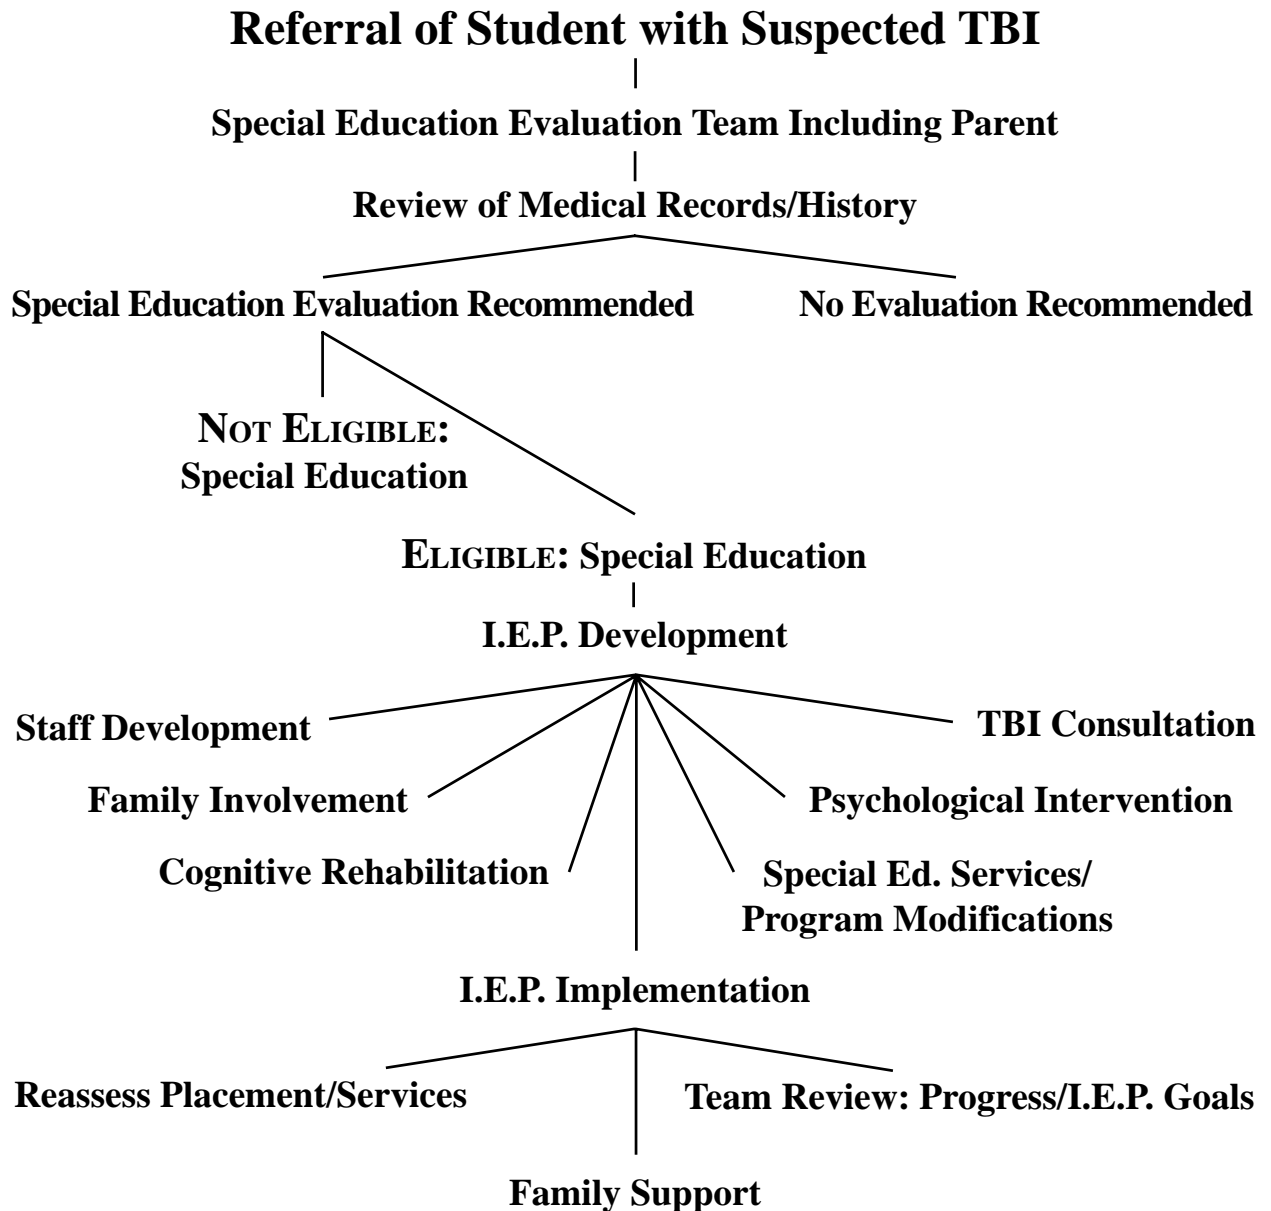 Referral of Student with Suspected TBI
Special Education Evaluation Team Including Parent
Review of Medical Records/History
Special Education Evaluation Recommended
No Evaluation Recommended
NOT ELIGIBLE:
Special Education
ELIGIBLE: Special Education
I.E.P. Development
Staff Development
TBI Consultation
Family Involvement
Psychological Intervention
Cognitive Rehabilitation
Special Ed. Services/
Program Modifications
I.E.P. Implementation
Reassess Placement/Services
Team Review: Progress/I.E.P. Goals
Family Support